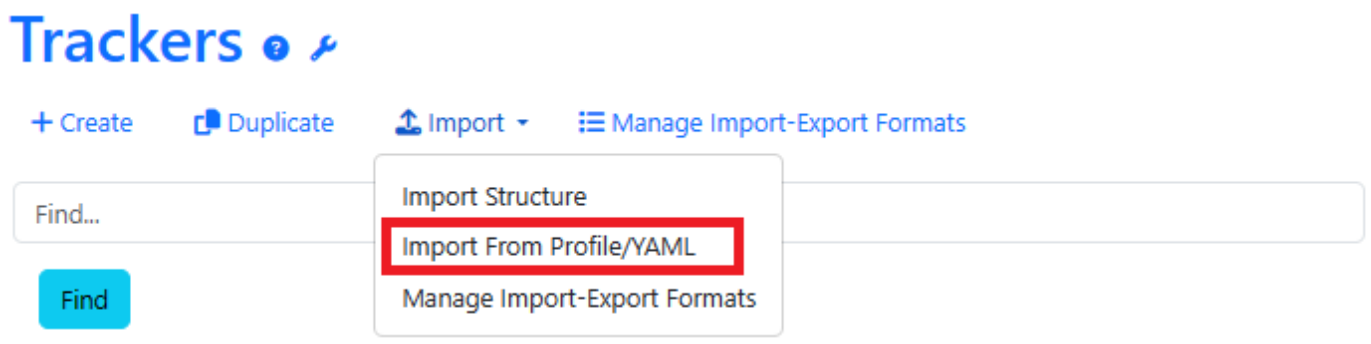 Trackers
Create Duplicate Import Manage Import-Export Formats
Import Structure
Find...
Import From Profile/YAML
Find
Manage Import-Export Formats